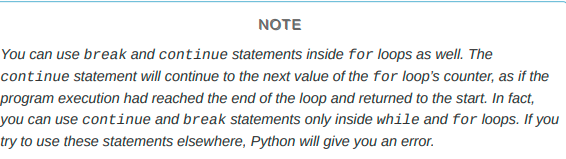 NOTE
You can use break and continue statements inside for loops as well. The
continue statement will continue to the next value of the for loop’s counter, as if the
program execution had reached the end of the loop and returned to the start. In fact,
you can use continue and break statements only inside while and for loops. If you
try to use these statements elsewhere, Python will give you an error.